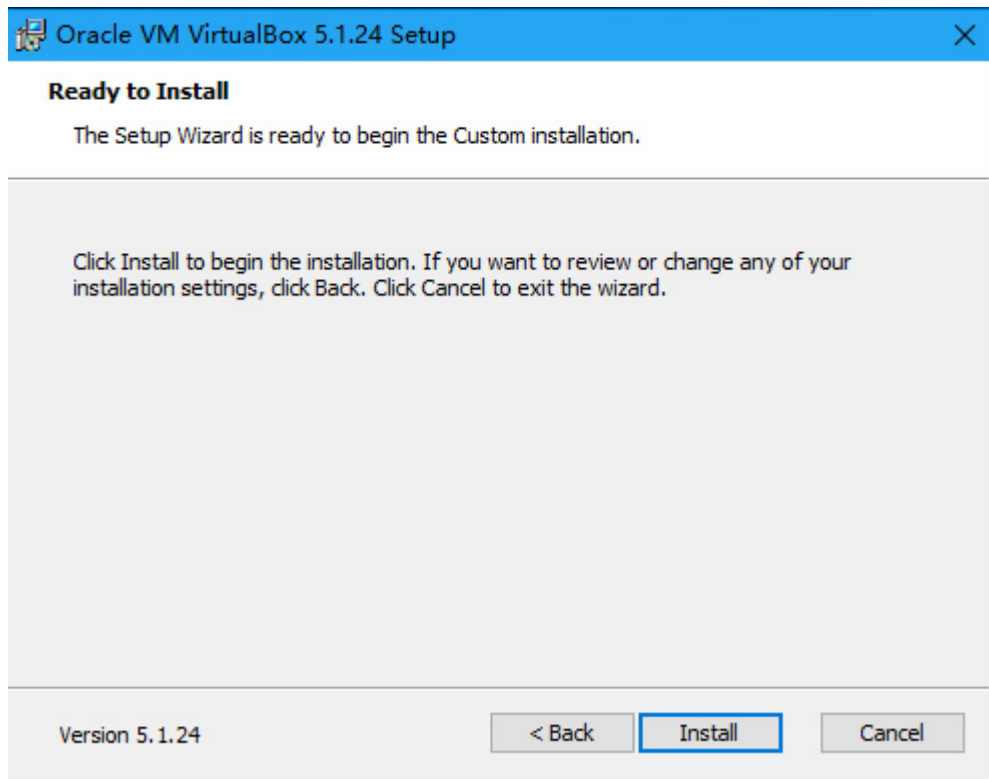 Oracle VM VirtualBox 5.1.24 Setup
Ready to Install
The Setup Wizard is ready to begin the Custom installation.
Click Install to begin the installation. If you want to review or change any of your
installation settings, click Back. Click Cancel to exit the wizard.
Version 5.1.24
< Back
Install
Cancel